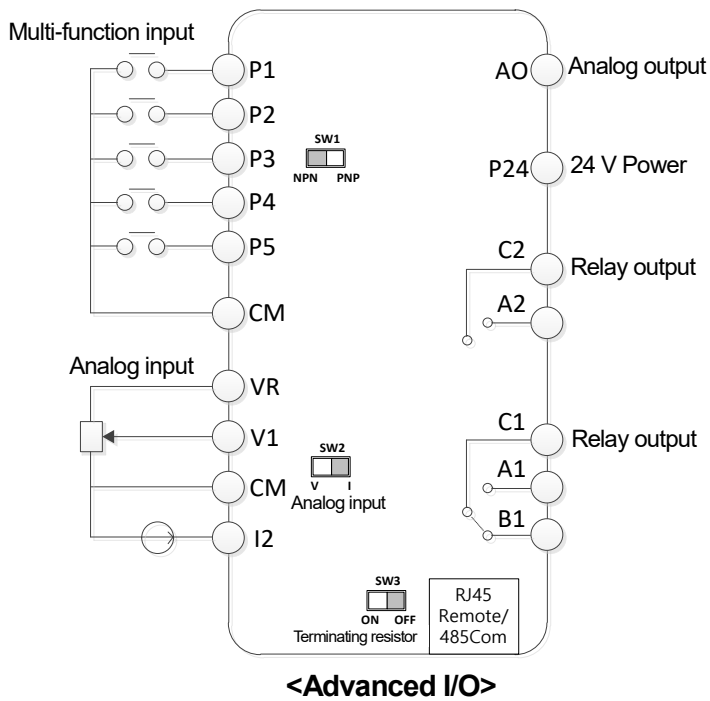 Multi-function input
P1
P2
P3
P4
P5
CM
SW1
NPN PNP
Analog input
VR
V1
CM
I2
SW2
V I
Analog input
SW3
ON OFF
Terminating resistor
RJ45
Remote/
485Com
AO Analog output
P24 24 V Power
C2 Relay output
A2
C1 Relay output
A1
B1
<Advanced I/O>